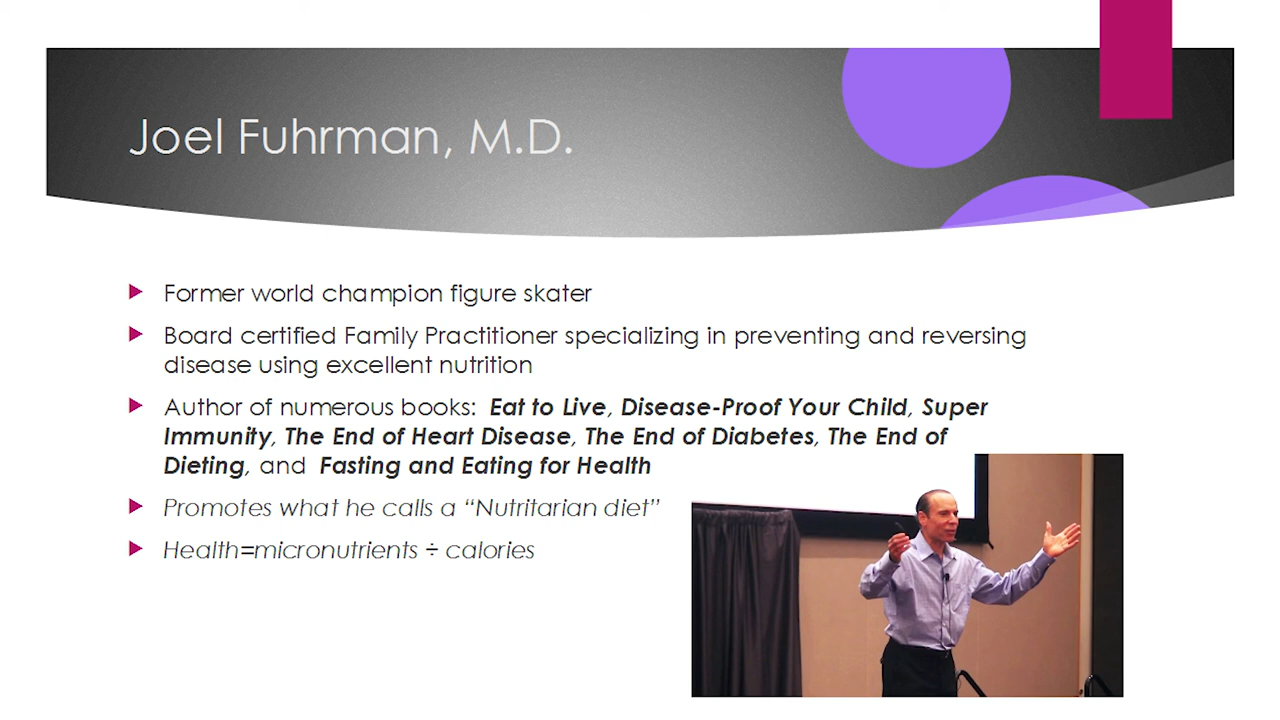 Joel Fuhrman, M.D.
Former world champion figure skater
Board certified Family Practitioner specializing in preventing and reversing
disease using excellent nutrition
Author of numerous books: Eat to Live, Disease-Proof Your Child, Super
Immunity, The End of Heart Disease, The End of Diabetes, The End of
Dieting, and Fasting and Eating for Health
Promotes what he calls a “Nutritarian diet”
Health=micronutrients ÷ calories